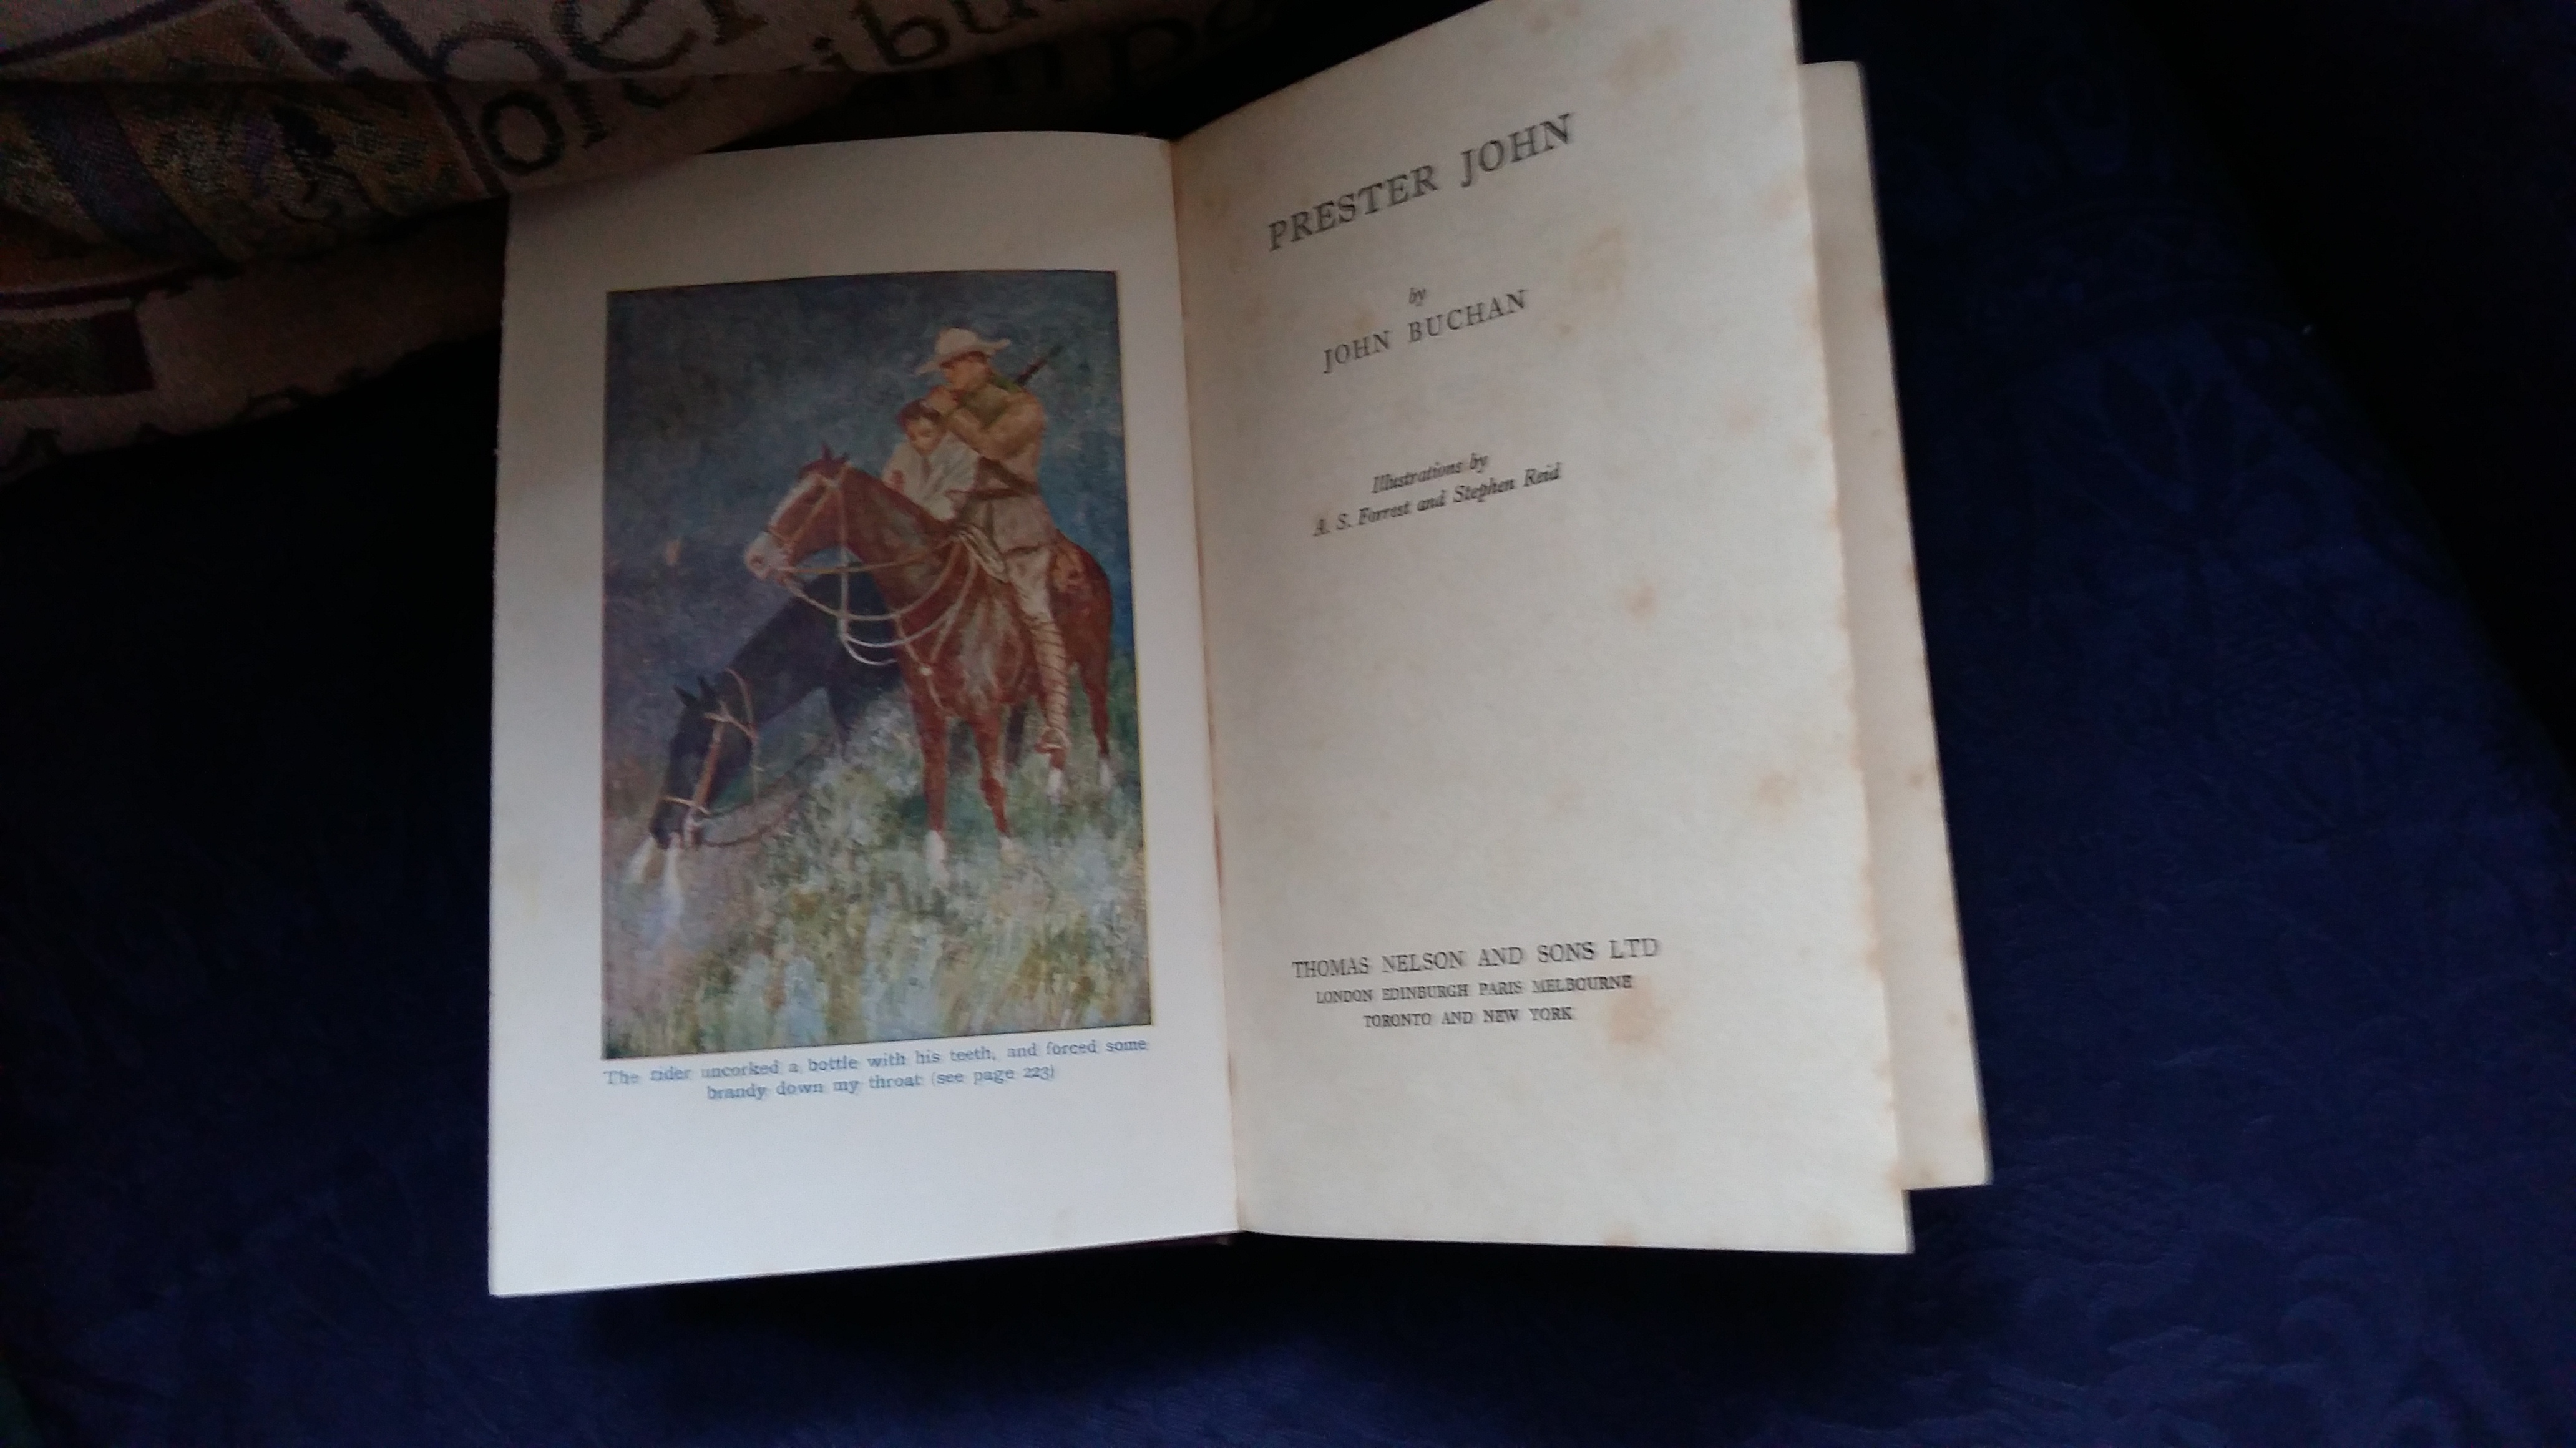 The rider uncorked a bottle with his teeth, and forced some
brandy down my throat (see page 223)
PRESTER JOHN
by
JOHN BUCHAN
Illustrations by
A. S. Forrest and Stephen Reid
THOMAS NELSON AND SONS LTD
LONDON EDINBURGH PARIS MELBOURNE
TORONTO AND NEW YORK